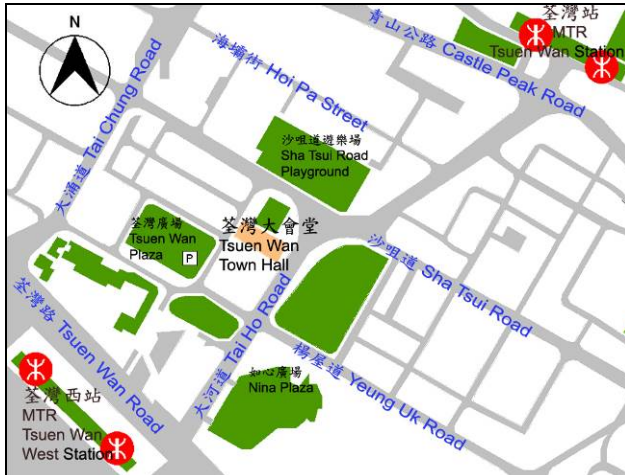 荃灣站
MTR
Tsuen Wan Station
青山公路 Castle Peak Road
N
海壩街 Hoi Pa Street
大涌道 Tai Chung Road
沙咀道遊樂場
Sha Tsui Road
Playground
荃灣廣場
Tsuen Wan
Plaza
P
荃灣大會堂
Tsuen Wan
Town Hall
沙咀道 Sha Tsui Road
荃灣路 Tsuen Wan Road
大河道 Tai Ho Road
楊屋道 Yeung Uk Road
如心廣場
Nina Plaza
荃灣西站
MTR
Tsuen Wan
West Station